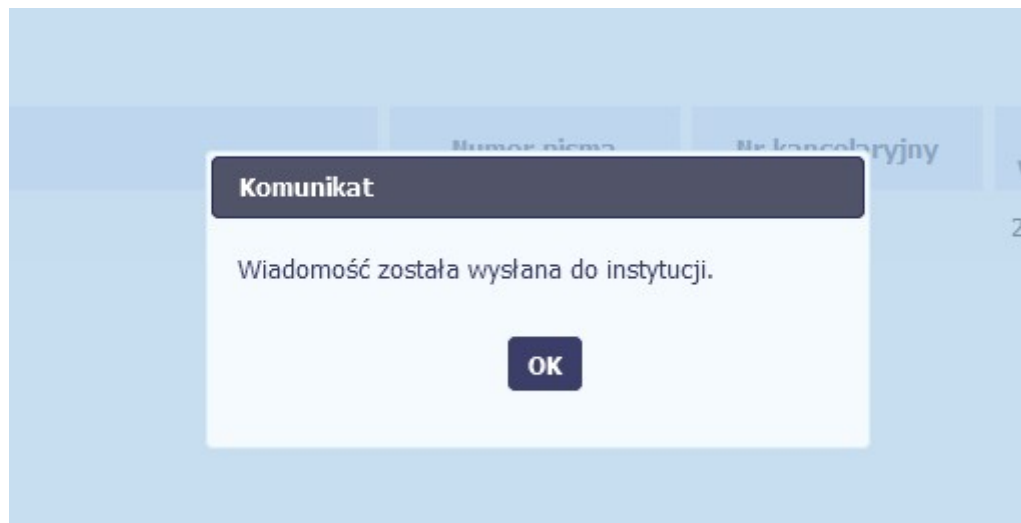 Numer pisma
Nr kancelaryjny
Komunikat
Wiadomość została wysłana do instytucji.
OK